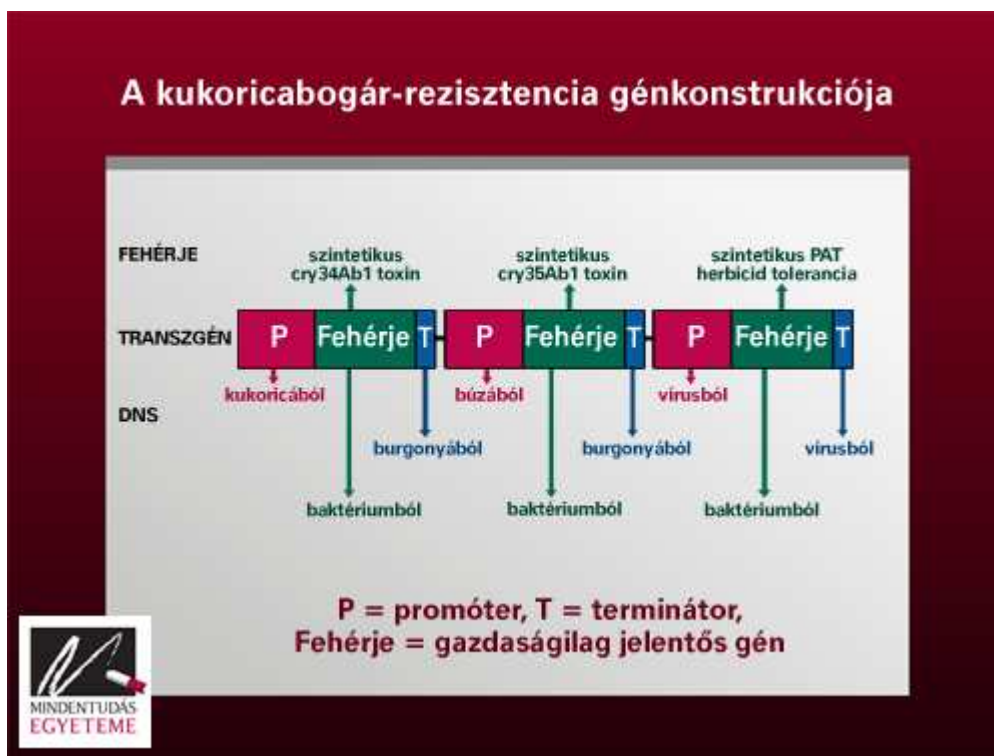 A kukoricabogár-rezisztencia génkonstrukciója
FEHÉRJE
szintetikus
cry34Ab1 toxin
szintetikus
cry35Ab1 toxin
szintetikus PAT
herbicid tolerancia
TRANSZGÉN
P Fehérje T P Fehérje T P Fehérje T
kukoricából búzából vírusból
DNS
burgonyából burgonyából vírusból
baktériumból baktériumból baktériumból
P = promóter, T = terminátor,
Fehérje = gazdaságilag jelentős gén
MINDENTUDÁS
EGYETEME